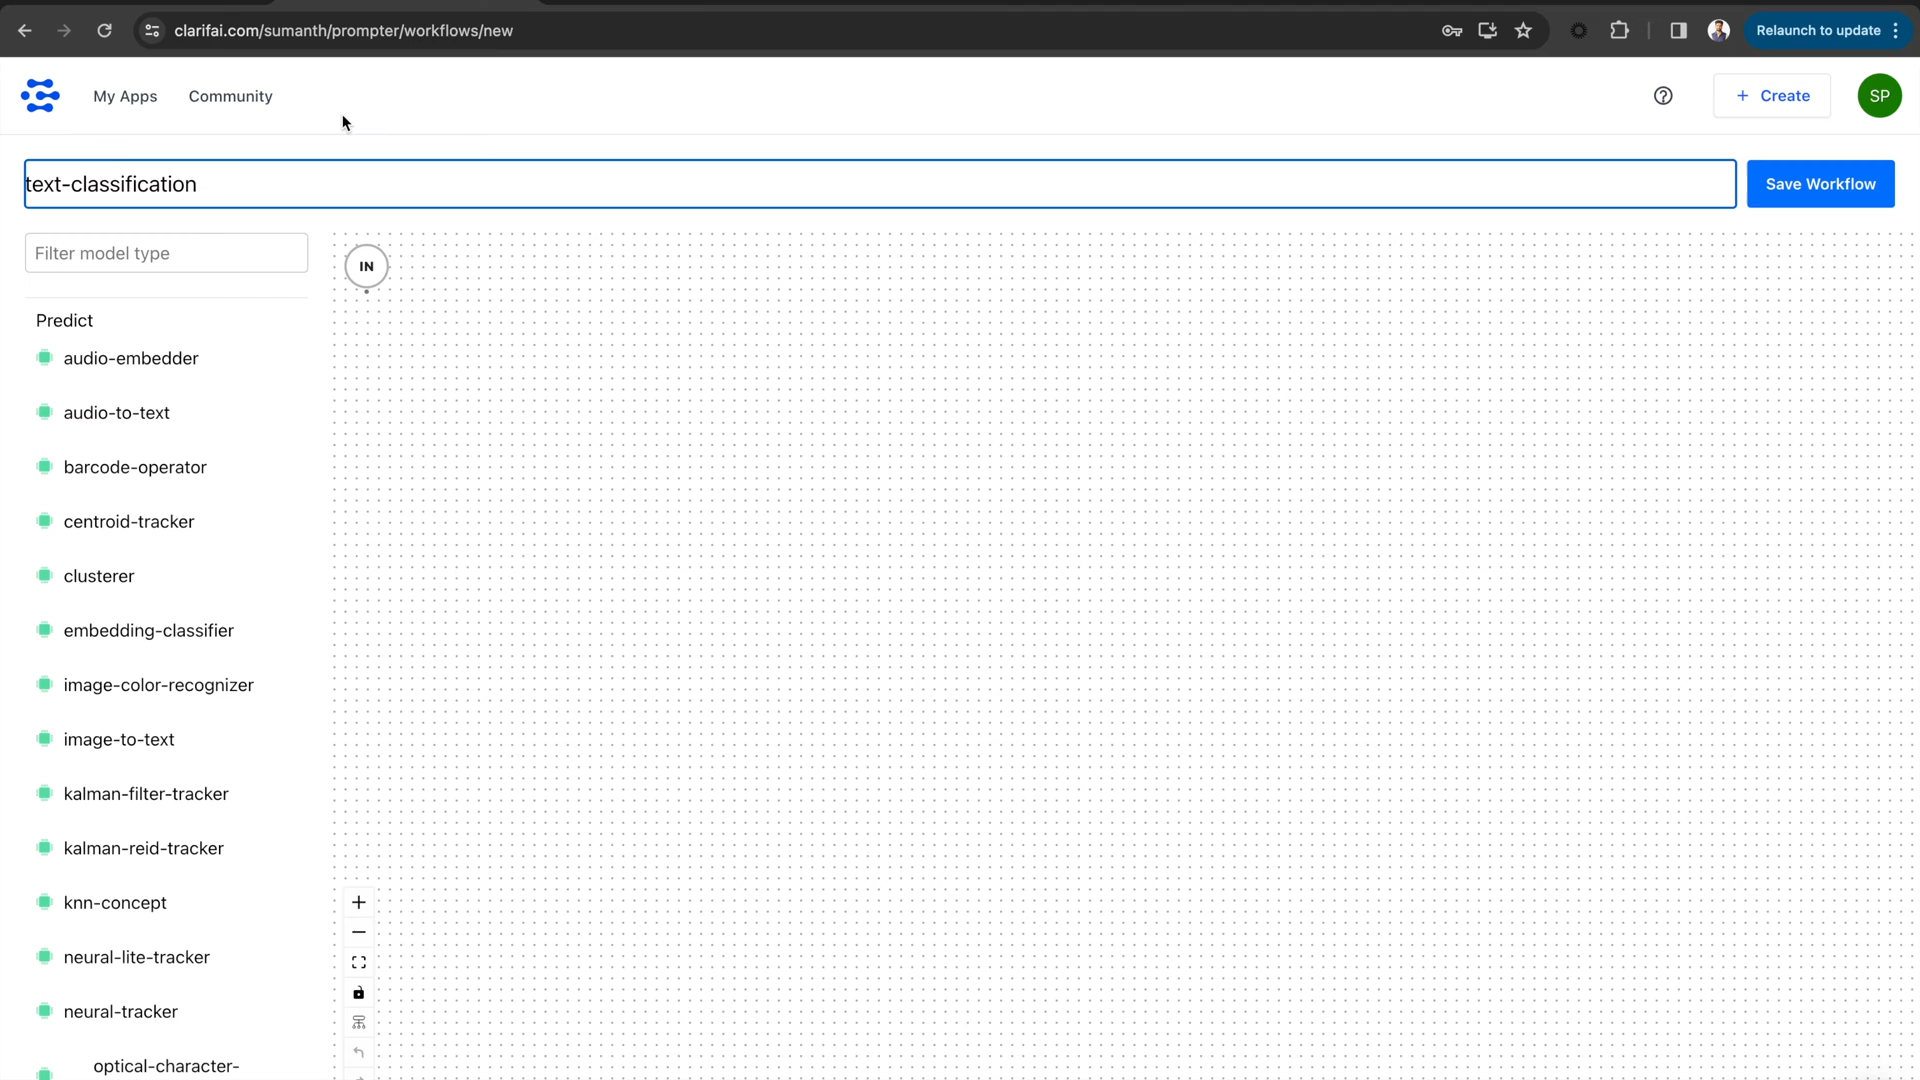 clarifai.com/sumanth/prompter/workflows/new
Relaunch to update
My Apps
Community
+ Create
SP
text-classification
Save Workflow
Filter model type
IN
Predict
audio-embedder
audio-to-text
barcode-operator
centroid-tracker
clusterer
embedding-classifier
image-color-recognizer
image-to-text
kalman-filter-tracker
kalman-reid-tracker
knn-concept
neural-lite-tracker
neural-tracker
optical-character-